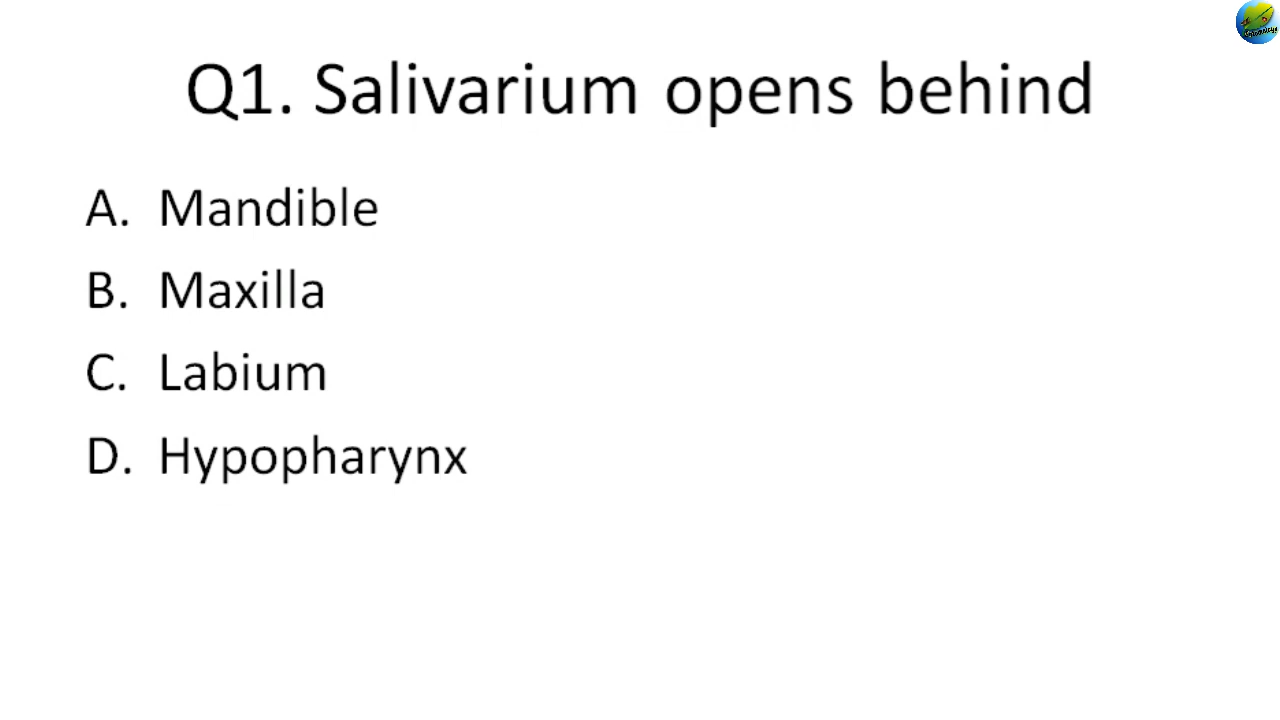 Q1. Salivarium opens behind
A. Mandible
B. Maxilla
C. Labium
D. Hypopharynx